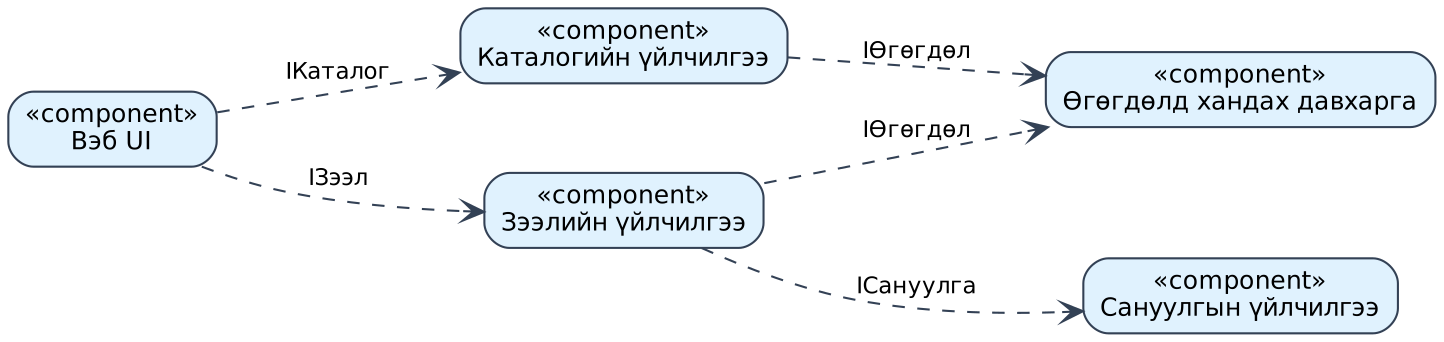 «component»
Вэб UI
IКаталог
IЗээл
«component»
Каталогийн үйлчилгээ
«component»
Зээлийн үйлчилгээ
IӨгөгдөл
IӨгөгдөл
IСануулга
«component»
Өгөгдөлд хандах давхарга
«component»
Сануулгын үйлчилгээ